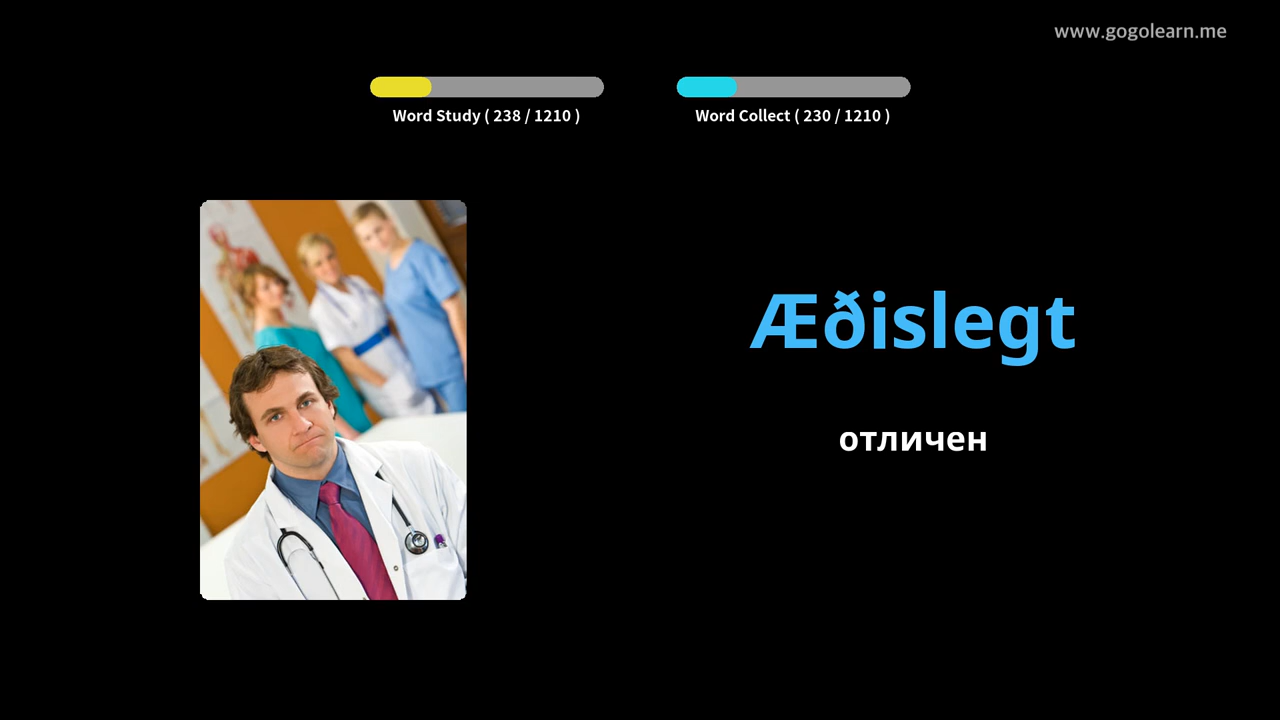 www.gogolearn.me
Word Study ( 238 / 1210 )
Word Collect ( 230 / 1210 )
Æðislegt
отличен